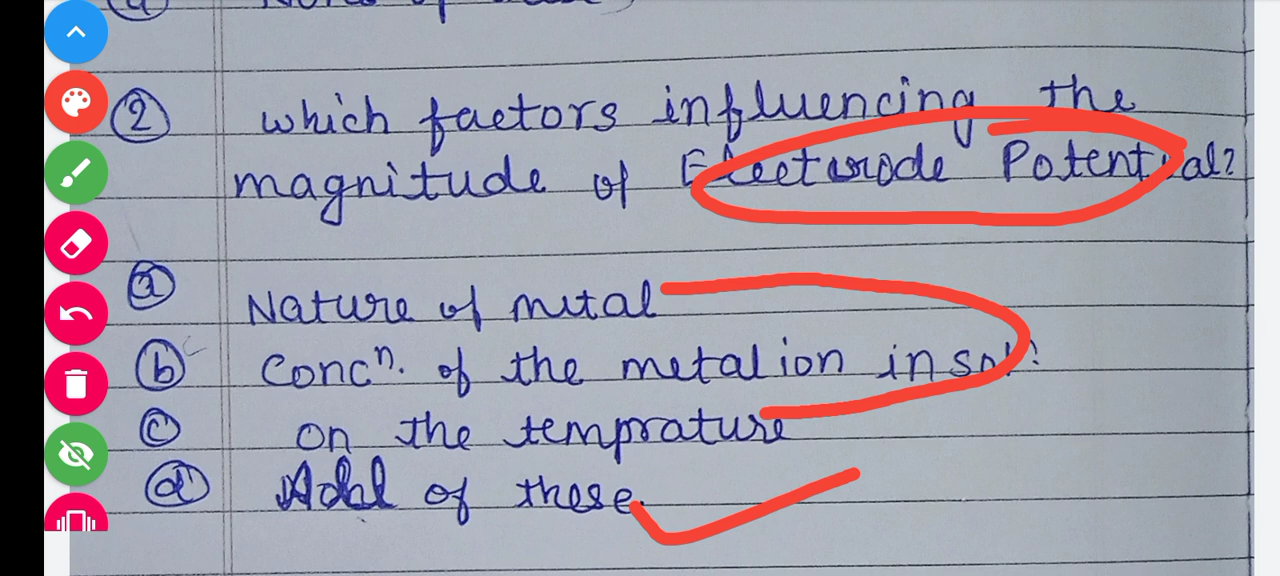 ② which factors influencing the
magnitude of Electrode Potential?
ⓐ Nature of metal
ⓑ Concⁿ. of the metal ion in solⁿ
ⓒ on the temprature
ⓓ All of these